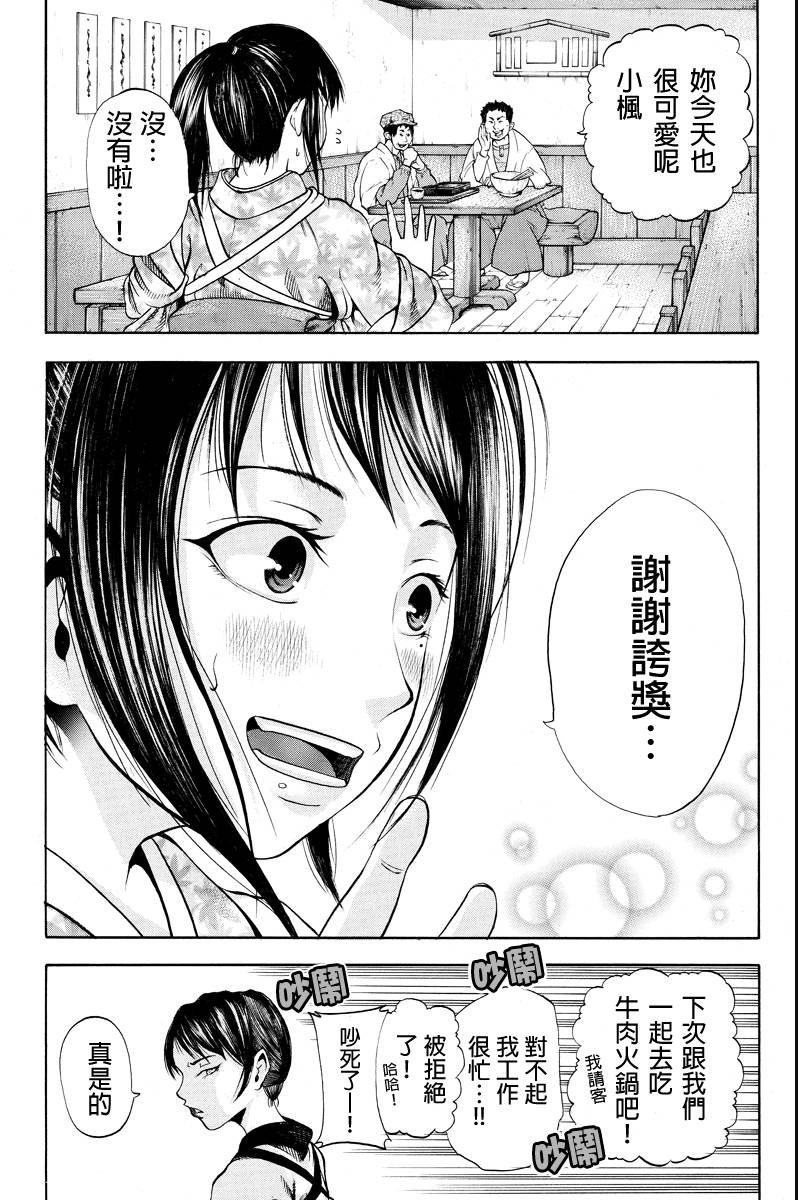 妳今天也
很可愛呢
小楓
沒…
沒有啦…！
謝謝誇獎…
下次跟我們
一起去吃
牛肉火鍋吧！
我請客
吵鬧
對不起
我工作
很忙…!!
吵鬧
被拒絕
了！
哈哈！
吵鬧
吵死了ー！
真是的